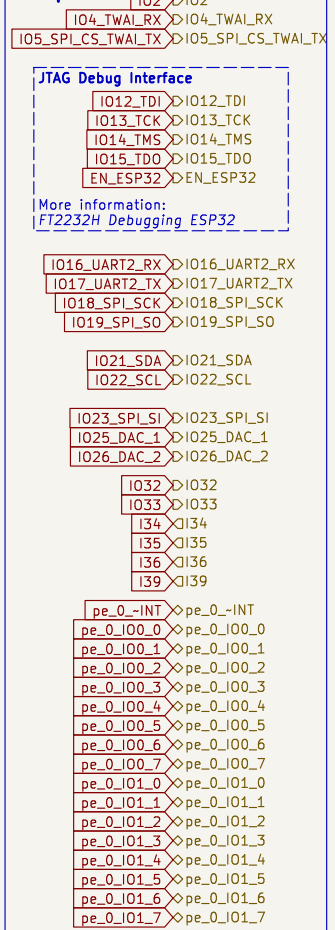 IO2 IO2
IO4_TWAI_RX IO4_TWAI_RX
IO5_SPI_CS_TWAI_TX IO5_SPI_CS_TWAI_TX
JTAG Debug Interface
IO12_TDI IO12_TDI
IO13_TCK IO13_TCK
IO14_TMS IO14_TMS
IO15_TDO IO15_TDO
EN_ESP32 EN_ESP32
More information:
FT2232H Debugging ESP32
IO16_UART2_RX IO16_UART2_RX
IO17_UART2_TX IO17_UART2_TX
IO18_SPI_SCK IO18_SPI_SCK
IO19_SPI_SO IO19_SPI_SO
IO21_SDA IO21_SDA
IO22_SCL IO22_SCL
IO23_SPI_SI IO23_SPI_SI
IO25_DAC_1 IO25_DAC_1
IO26_DAC_2 IO26_DAC_2
IO32 IO32
IO33 IO33
I34 I34
I35 I35
I36 I36
I39 I39
pe_0_~INT pe_0_~INT
pe_0_IO0_0 pe_0_IO0_0
pe_0_IO0_1 pe_0_IO0_1
pe_0_IO0_2 pe_0_IO0_2
pe_0_IO0_3 pe_0_IO0_3
pe_0_IO0_4 pe_0_IO0_4
pe_0_IO0_5 pe_0_IO0_5
pe_0_IO0_6 pe_0_IO0_6
pe_0_IO0_7 pe_0_IO0_7
pe_0_IO1_0 pe_0_IO1_0
pe_0_IO1_1 pe_0_IO1_1
pe_0_IO1_2 pe_0_IO1_2
pe_0_IO1_3 pe_0_IO1_3
pe_0_IO1_4 pe_0_IO1_4
pe_0_IO1_5 pe_0_IO1_5
pe_0_IO1_6 pe_0_IO1_6
pe_0_IO1_7 pe_0_IO1_7